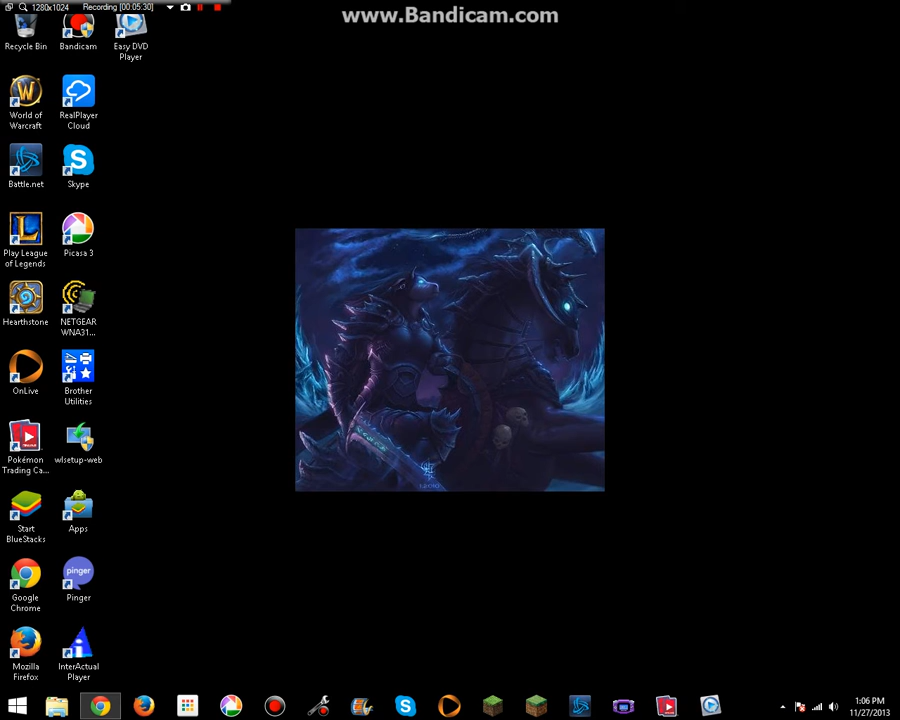 1280x1024 Recording [00:05:30]
www.Bandicam.com
Recycle Bin
Bandicam
Easy DVD
Player
World of
Warcraft
RealPlayer
Cloud
Battle.net
Skype
Play League
of Legends
Picasa 3
Hearthstone
NETGEAR
WNA31...
OnLive
Brother
Utilities
Pokémon
Trading Ca...
wlsetup-web
Start
BlueStacks
Apps
Google
Chrome
pinger
Pinger
Mozilla
Firefox
InterActual
Player
1:06 PM
11/27/2013